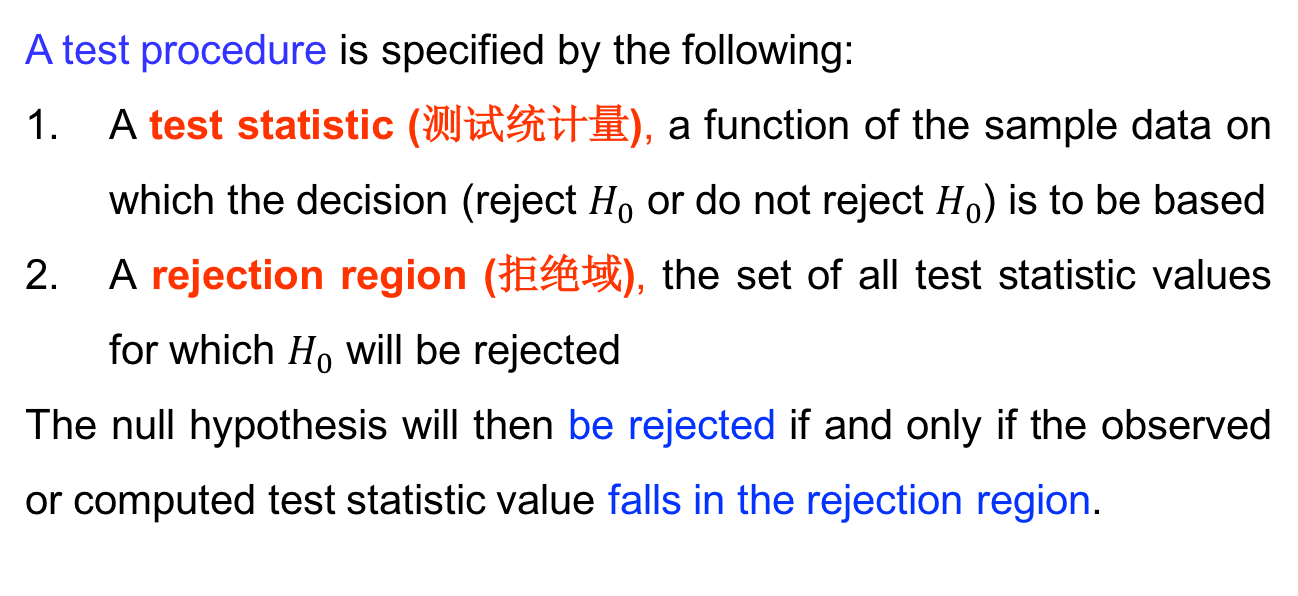 A test procedure is specified by the following:
1. A test statistic (测试统计量), a function of the sample data on
which the decision (reject H₀ or do not reject H₀) is to be based
2. A rejection region (拒绝域), the set of all test statistic values
for which H₀ will be rejected
The null hypothesis will then be rejected if and only if the observed
or computed test statistic value falls in the rejection region.